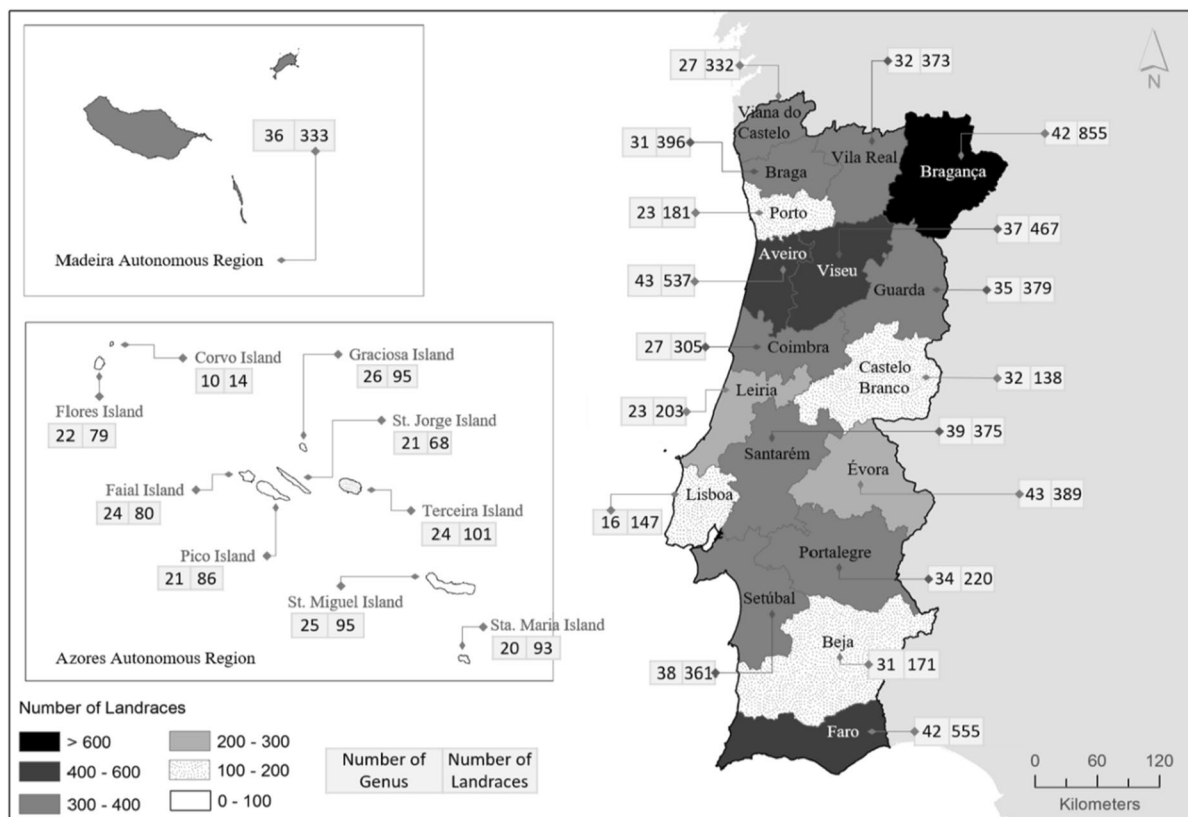 27 332
32 373
Viana do
Castelo
36 333
31 396
Vila Real
42 855
Braga
Bragança
23 181
Porto
37 467
Madeira Autonomous Region
Aveiro
Viseu
43 537
Guarda
35 379
27 305
Coimbra
Corvo Island
10 14
Graciosa Island
26 95
Castelo
Branco
32 138
Leiria
Flores Island
22 79
St. Jorge Island
21 68
23 203
39 375
Santarém
Évora
Faial Island
24 80
Lisboa
43 389
Terceira Island
24 101
16 147
Pico Island
21 86
Portalegre
34 220
St. Miguel Island
25 95
Setúbal
Sta. Maria Island
20 93
Beja
31 171
Azores Autonomous Region
38 361
Number of Landraces
> 600
200 - 300
400 - 600
100 - 200
300 - 400
0 - 100
Number of
Genus
Number of
Landraces
Faro
42 555
N
0 30 60 120
Kilometers